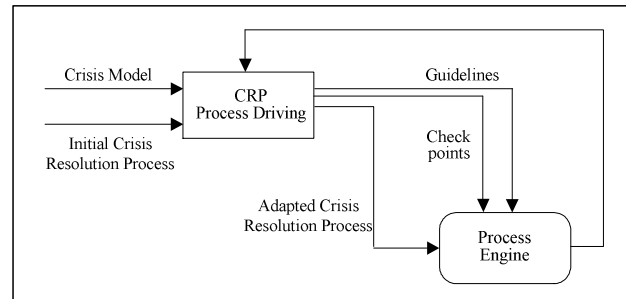 Crisis Model
Initial Crisis
Resolution Process
CRP
Process Driving
Guidelines
Check
points
Adapted Crisis
Resolution Process
Process
Engine